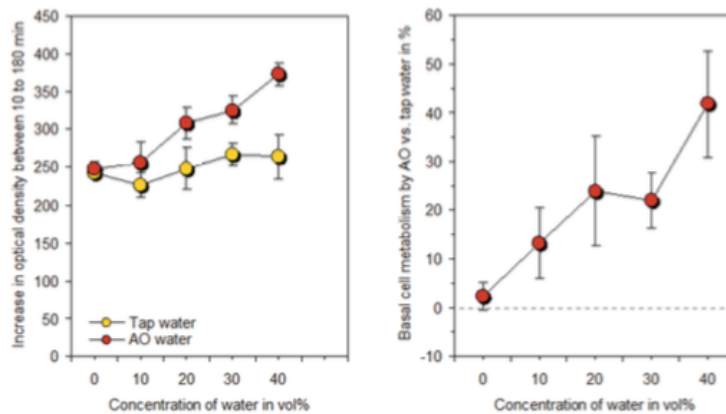 Increase in optical density between 10 to 180 min
450
400
350
300
250
200
150
100
50
0
Tap water
AO water
0 10 20 30 40
Concentration of water in vol%
Basal cell metabolism by AO vs. tap water in %
60
50
40
30
20
10
0
-10
0 10 20 30 40
Concentration of water in vol%